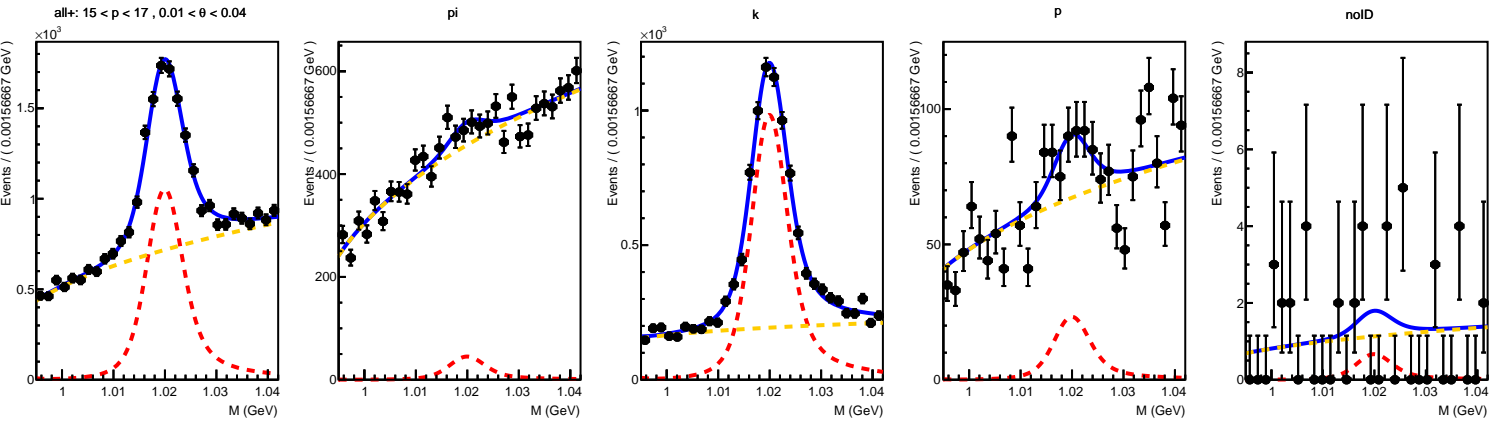 all+: 15 < p < 17 , 0.01 < θ < 0.04
×10³
Events / ( 0.00156667 GeV )
1.5
1
0.5
0
1 1.01 1.02 1.03 1.04
M (GeV)
pi
Events / ( 0.00156667 GeV )
600
400
200
0
1 1.01 1.02 1.03 1.04
M (GeV)
k
×10³
Events / ( 0.00156667 GeV )
1
0.5
0
1 1.01 1.02 1.03 1.04
M (GeV)
p
Events / ( 0.00156667 GeV )
100
50
0
1 1.01 1.02 1.03 1.04
M (GeV)
noID
Events / ( 0.00156667 GeV )
8
6
4
2
0
1 1.01 1.02 1.03 1.04
M (GeV)